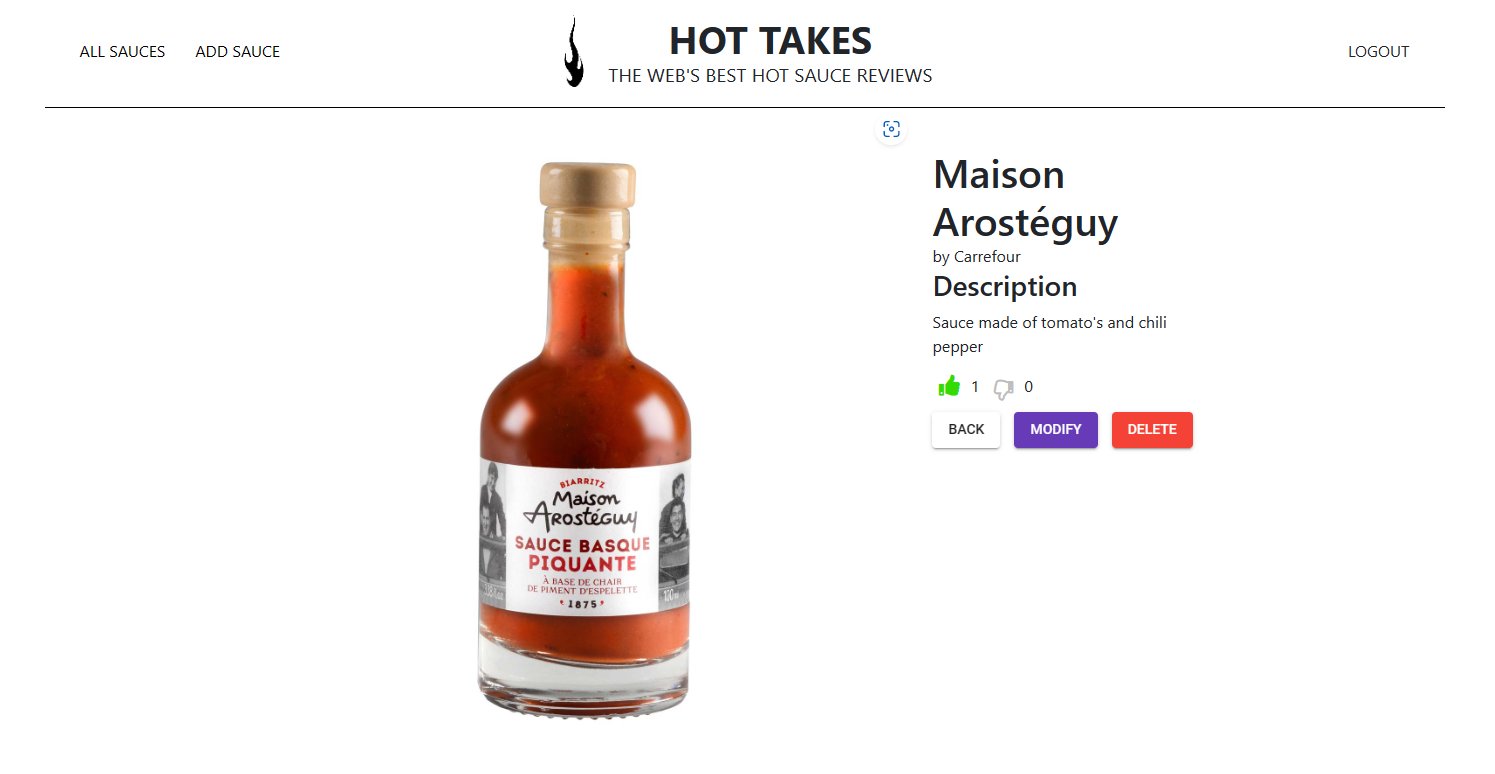 ALL SAUCES
ADD SAUCE
HOT TAKES
THE WEB'S BEST HOT SAUCE REVIEWS
LOGOUT
Maison
Arostéguy
by Carrefour
Description
Sauce made of tomato's and chili
pepper
1
0
BACK
MODIFY
DELETE
BIARRITZ
Maison
Arostéguy
SAUCE BASQUE
PIQUANTE
À BASE DE CHAIR
DE PIMENT D'ESPELETTE
1875